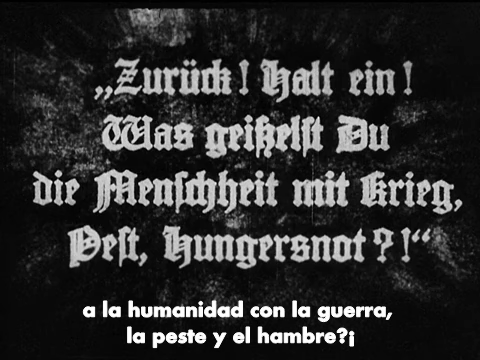 „Zurück! Halt ein!
Was geißelst Du
die Menschheit mit Krieg,
Pest, Hungersnot?!“
a la humanidad con la guerra,
la peste y el hambre?¡